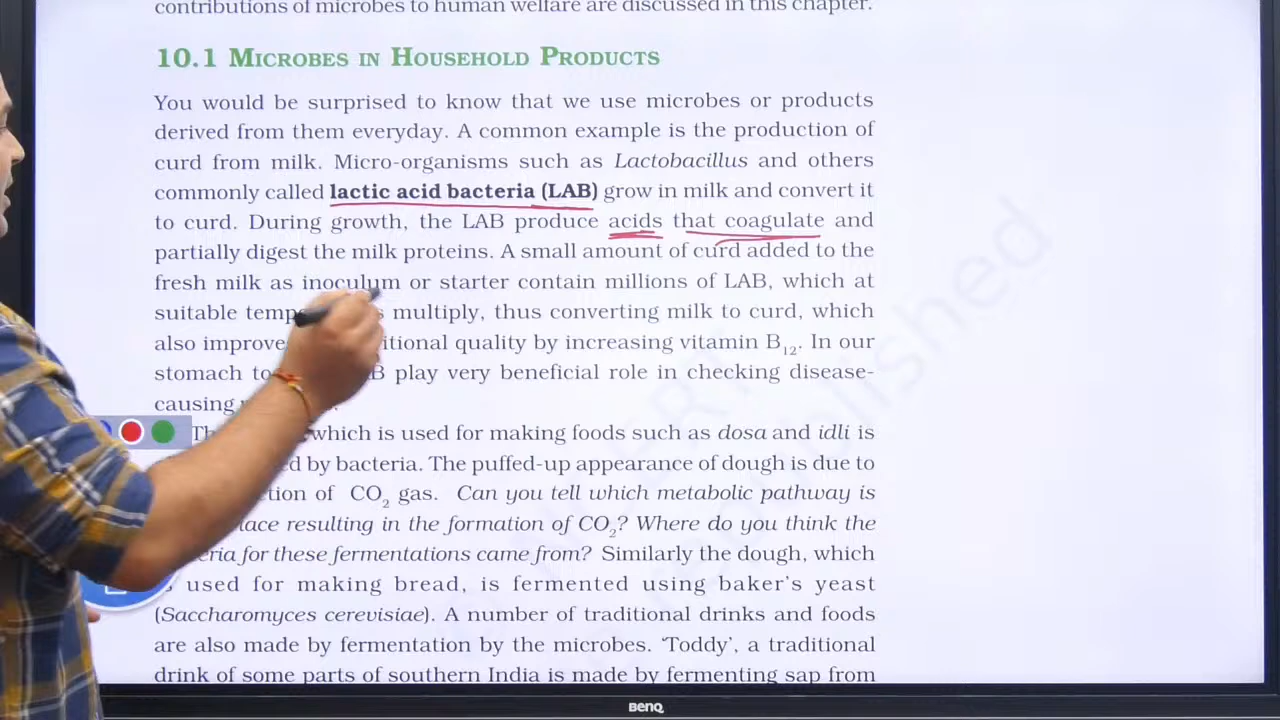 contributions of microbes to human welfare are discussed in this chapter.
10.1 MICROBES IN HOUSEHOLD PRODUCTS
You would be surprised to know that we use microbes or products
derived from them everyday. A common example is the production of
curd from milk. Micro-organisms such as Lactobacillus and others
commonly called lactic acid bacteria (LAB) grow in milk and convert it
to curd. During growth, the LAB produce acids that coagulate and
partially digest the milk proteins. A small amount of curd added to the
fresh milk as inoculum or starter contain millions of LAB, which at
suitable multiply, thus converting milk to curd, which
also quality by increasing vitamin B12. In our
stomach play very beneficial role in checking disease-
causing
which is used for making foods such as dosa and idli is
by bacteria. The puffed-up appearance of dough is due to
of CO2 gas. Can you tell which metabolic pathway is
resulting in the formation of CO2? Where do you think the
for these fermentations came from? Similarly the dough, which
used for making bread, is fermented using baker's yeast
(Saccharomyces cerevisiae). A number of traditional drinks and foods
are also made by fermentation by the microbes. 'Toddy', a traditional
drink of some parts of southern India is made by fermenting sap from
BenQ